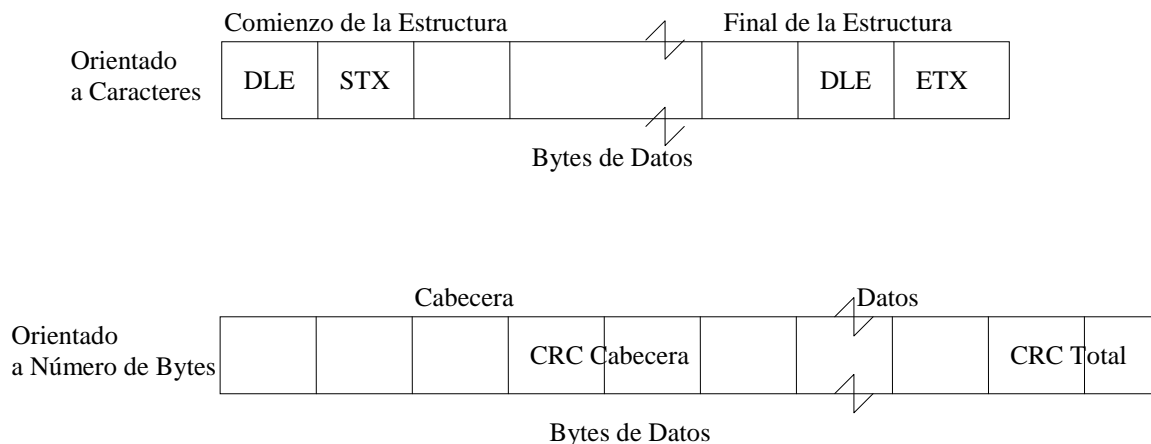 Comienzo de la Estructura
Final de la Estructura
Orientado
a Caracteres
DLE
STX
DLE
ETX
Bytes de Datos
Cabecera
Datos
Orientado
a Número de Bytes
CRC Cabecera
CRC Total
Bytes de Datos